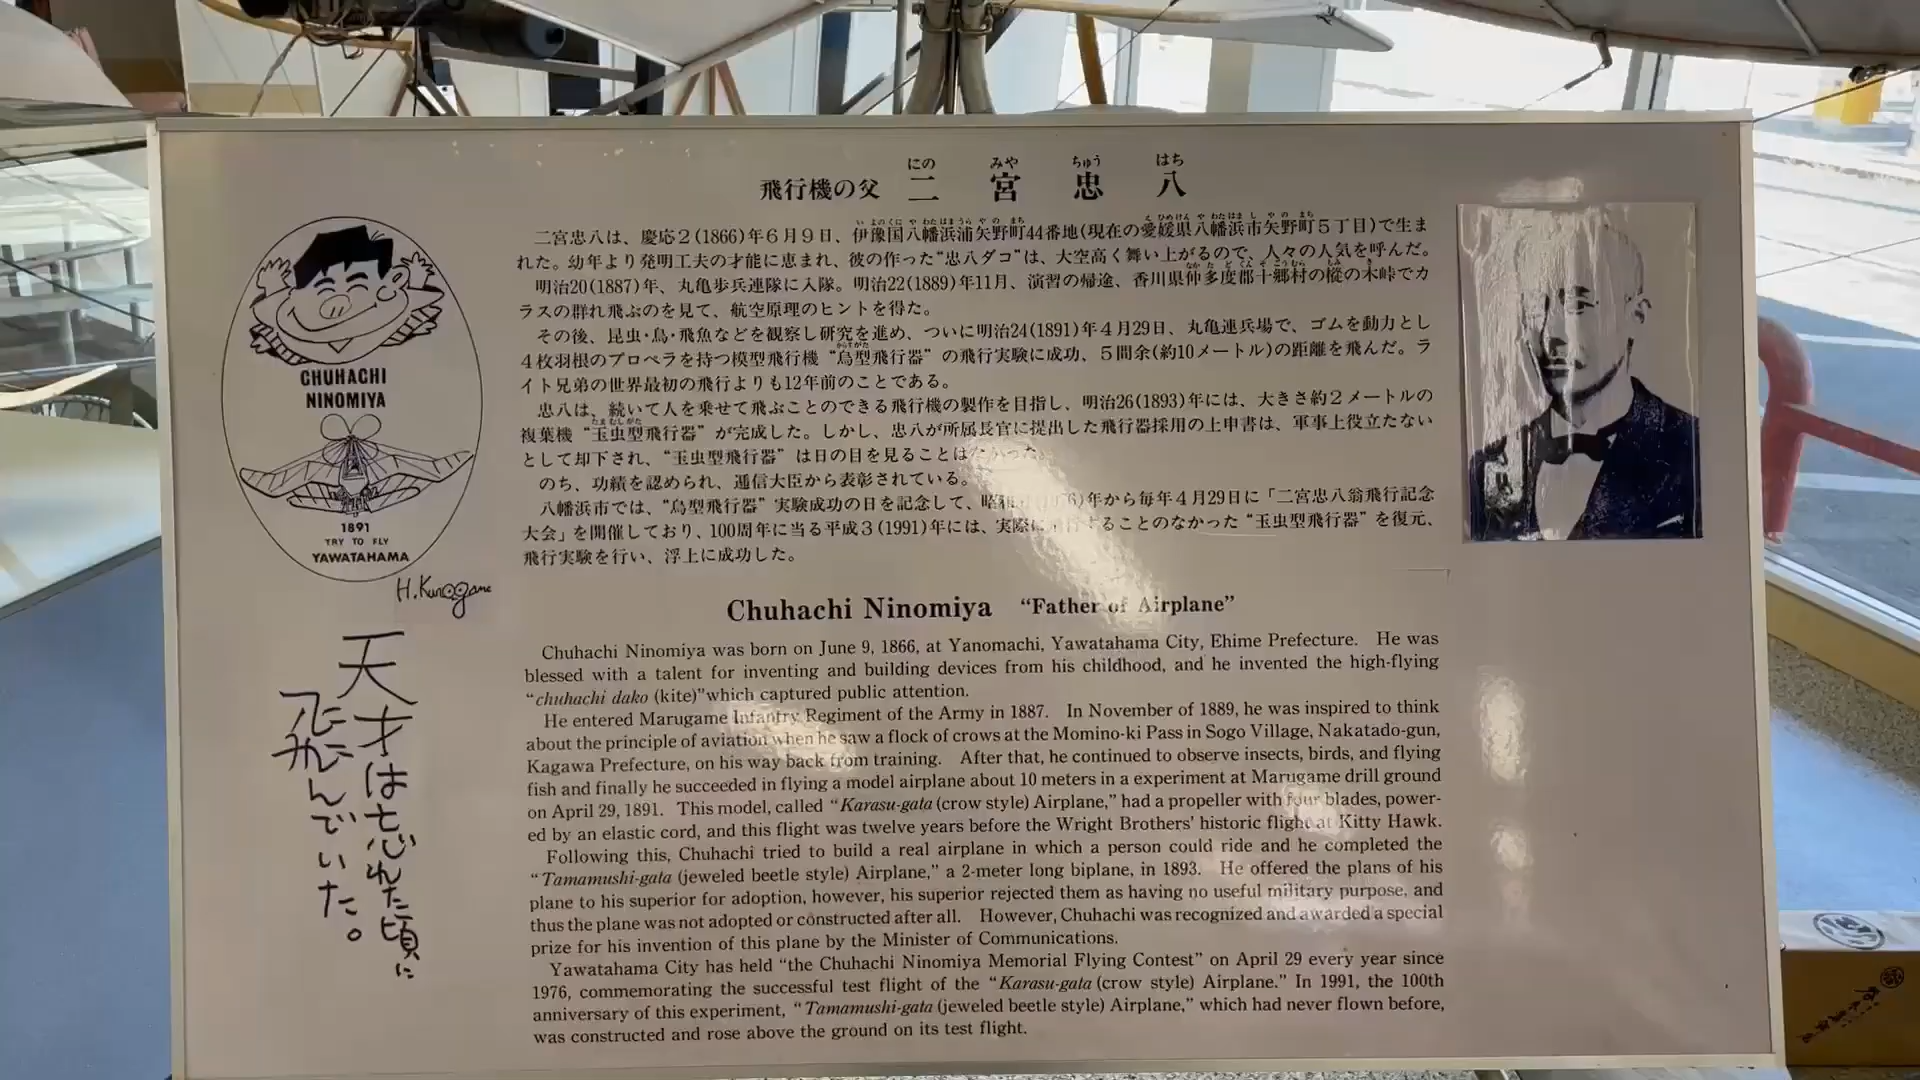 飛行機の父 二宮忠八
にの みや ちゅう はち
二宮忠八は、慶応2(1866)年6月9日、伊豫国八幡浜浦矢野町44番地(現在の愛媛県八幡浜市矢野町5丁目)で生ま
れた。幼年より発明工夫の才能に恵まれ、彼の作った“忠八ダコ”は、大空高く舞い上がるので、人々の人気を呼んだ。
明治20(1887)年、丸亀歩兵連隊に入隊。明治22(1889)年11月、演習の帰途、香川県仲多度郡十郷村の樅の木峠でカ
ラスの群れ飛ぶのを見て、航空原理のヒントを得た。
その後、昆虫・鳥・飛魚などを観察し研究を進め、ついに明治24(1891)年4月29日、丸亀連兵場で、ゴムを動力とし
4枚羽根のプロペラを持つ模型飛行機“烏型飛行器”の飛行実験に成功、5間余(約10メートル)の距離を飛んだ。ラ
イト兄弟の世界最初の飛行よりも12年前のことである。
忠八は、続いて人を乗せて飛ぶことのできる飛行機の製作を目指し、明治26(1893)年には、大きさ約2メートルの
複葉機“玉虫型飛行器”が完成した。しかし、忠八が所属長官に提出した飛行器採用の上申書は、軍事上役立たない
として却下され、“玉虫型飛行器”は日の目を見ることはなかった。
のち、功績を認められ、逓信大臣から表彰されている。
八幡浜市では、“烏型飛行器”実験成功の日を記念して、昭和 年から毎年4月29日に「二宮忠八翁飛行記念
大会」を開催しており、100周年に当る平成3(1991)年には、実際に することのなかった“玉虫型飛行器”を復元、
飛行実験を行い、浮上に成功した。
CHUHACHI
NINOMIYA
1891
TRY TO FLY
YAWATAHAMA
H.Kurogame
天才は忘れた頃に
飛んでいた。
Chuhachi Ninomiya “Father of Airplane”
Chuhachi Ninomiya was born on June 9, 1866, at Yanomachi, Yawatahama City, Ehime Prefecture. He was
blessed with a talent for inventing and building devices from his childhood, and he invented the high-flying
“chuhachi dako (kite)”which captured public attention.
He entered Marugame Infantry Regiment of the Army in 1887. In November of 1889, he was inspired to think
about the principle of aviation when he saw a flock of crows at the Momino-ki Pass in Sogo Village, Nakatado-gun,
Kagawa Prefecture, on his way back from training. After that, he continued to observe insects, birds, and flying
fish and finally he succeeded in flying a model airplane about 10 meters in a experiment at Marugame drill ground
on April 29, 1891. This model, called “Karasu-gata (crow style) Airplane,” had a propeller with four blades, power-
ed by an elastic cord, and this flight was twelve years before the Wright Brothers’ historic flight at Kitty Hawk.
Following this, Chuhachi tried to build a real airplane in which a person could ride and he completed the
“Tamamushi-gata (jeweled beetle style) Airplane,” a 2-meter long biplane, in 1893. He offered the plans of his
plane to his superior for adoption, however, his superior rejected them as having no useful military purpose, and
thus the plane was not adopted or constructed after all. However, Chuhachi was recognized and awarded a special
prize for his invention of this plane by the Minister of Communications.
Yawatahama City has held “the Chuhachi Ninomiya Memorial Flying Contest” on April 29 every year since
1976, commemorating the successful test flight of the “Karasu-gata (crow style) Airplane.” In 1991, the 100th
anniversary of this experiment, “Tamamushi-gata (jeweled beetle style) Airplane,” which had never flown before,
was constructed and rose above the ground on its test flight.